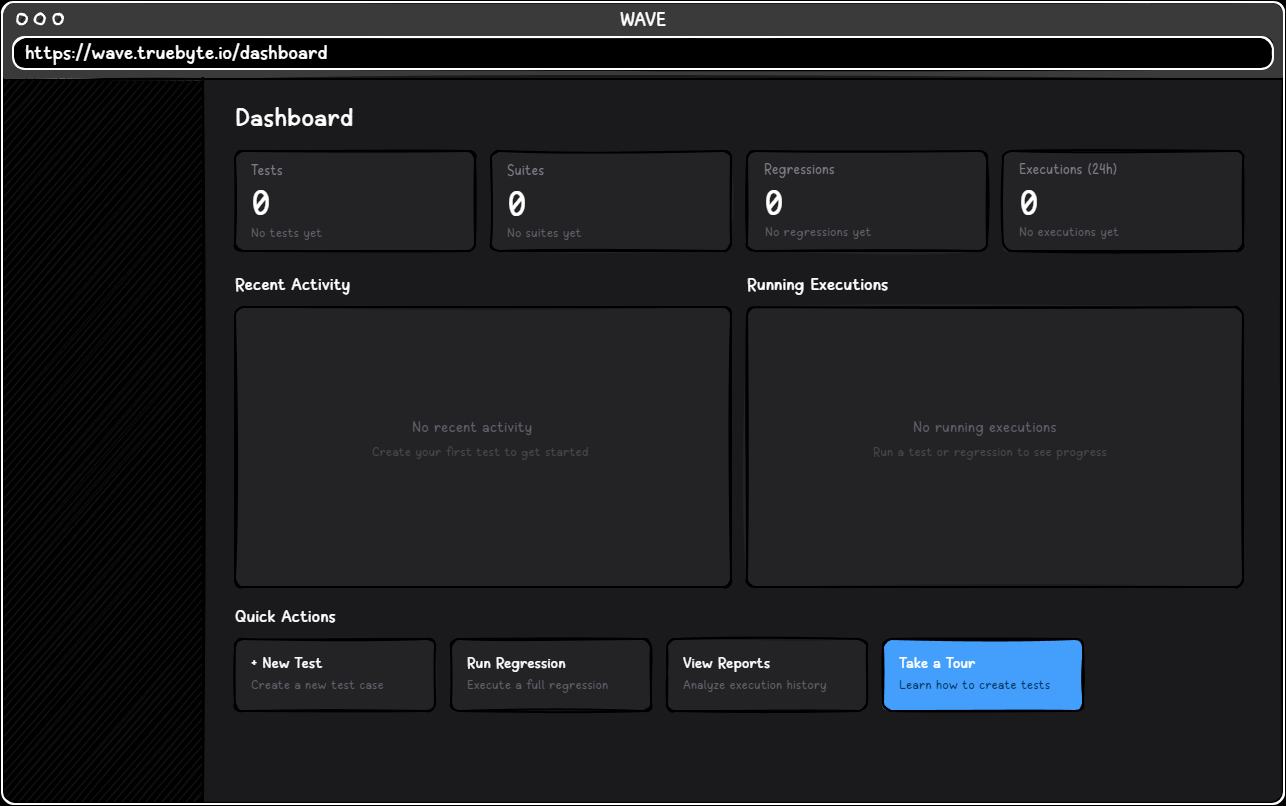 WAVE
https://wave.truebyte.io/dashboard
Dashboard
Tests
0
No tests yet
Suites
0
No suites yet
Regressions
0
No regressions yet
Executions (24h)
0
No executions yet
Recent Activity
No recent activity
Create your first test to get started
Running Executions
No running executions
Run a test or regression to see progress
Quick Actions
+ New Test
Create a new test case
Run Regression
Execute a full regression
View Reports
Analyze execution history
Take a Tour
Learn how to create tests